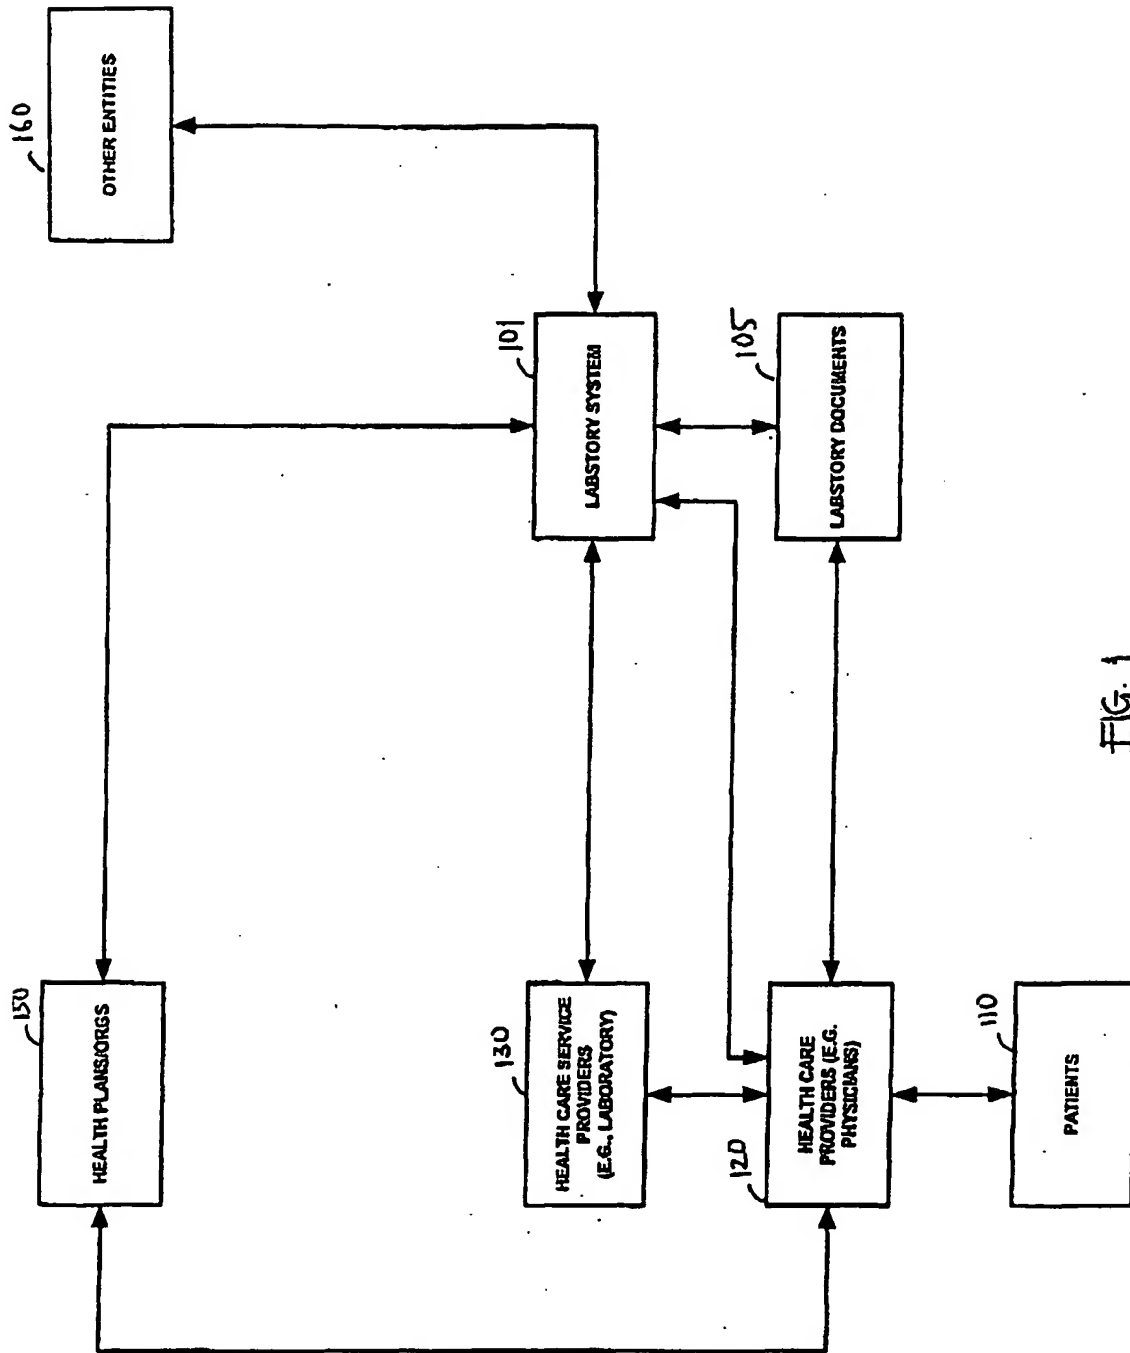 160
OTHER ENTITIES
101
LABSTORY SYSTEM
105
LABSTORY DOCUMENTS
150
HEALTH PLANS/ORGS
130
HEALTH CARE SERVICE
PROVIDERS
(E.G., LABORATORY)
120
HEALTH CARE
PROVIDERS (E.G.
PHYSICIANS)
110
PATIENTS
FIG. 1